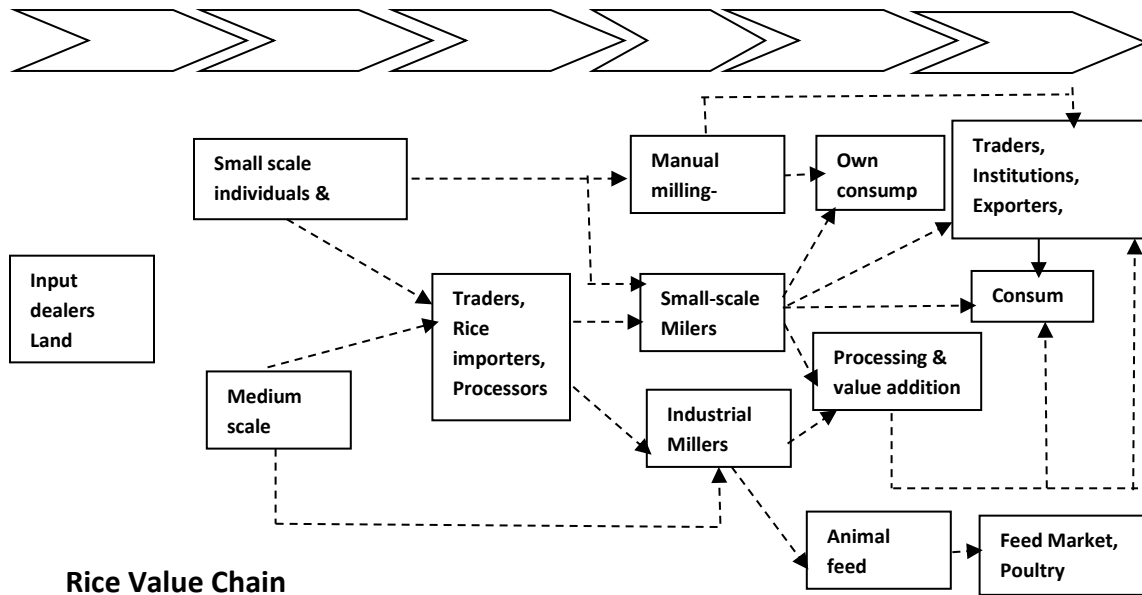 Small scale
individuals &
Manual
milling-
Own
consump
Traders,
Institutions,
Exporters,
Input
dealers
Land
Traders,
Rice
importers,
Processors
Small-scale
Milers
Consum
Processing &
value addition
Medium
scale
Industrial
Millers
Animal
feed
Feed Market,
Poultry
Rice Value Chain